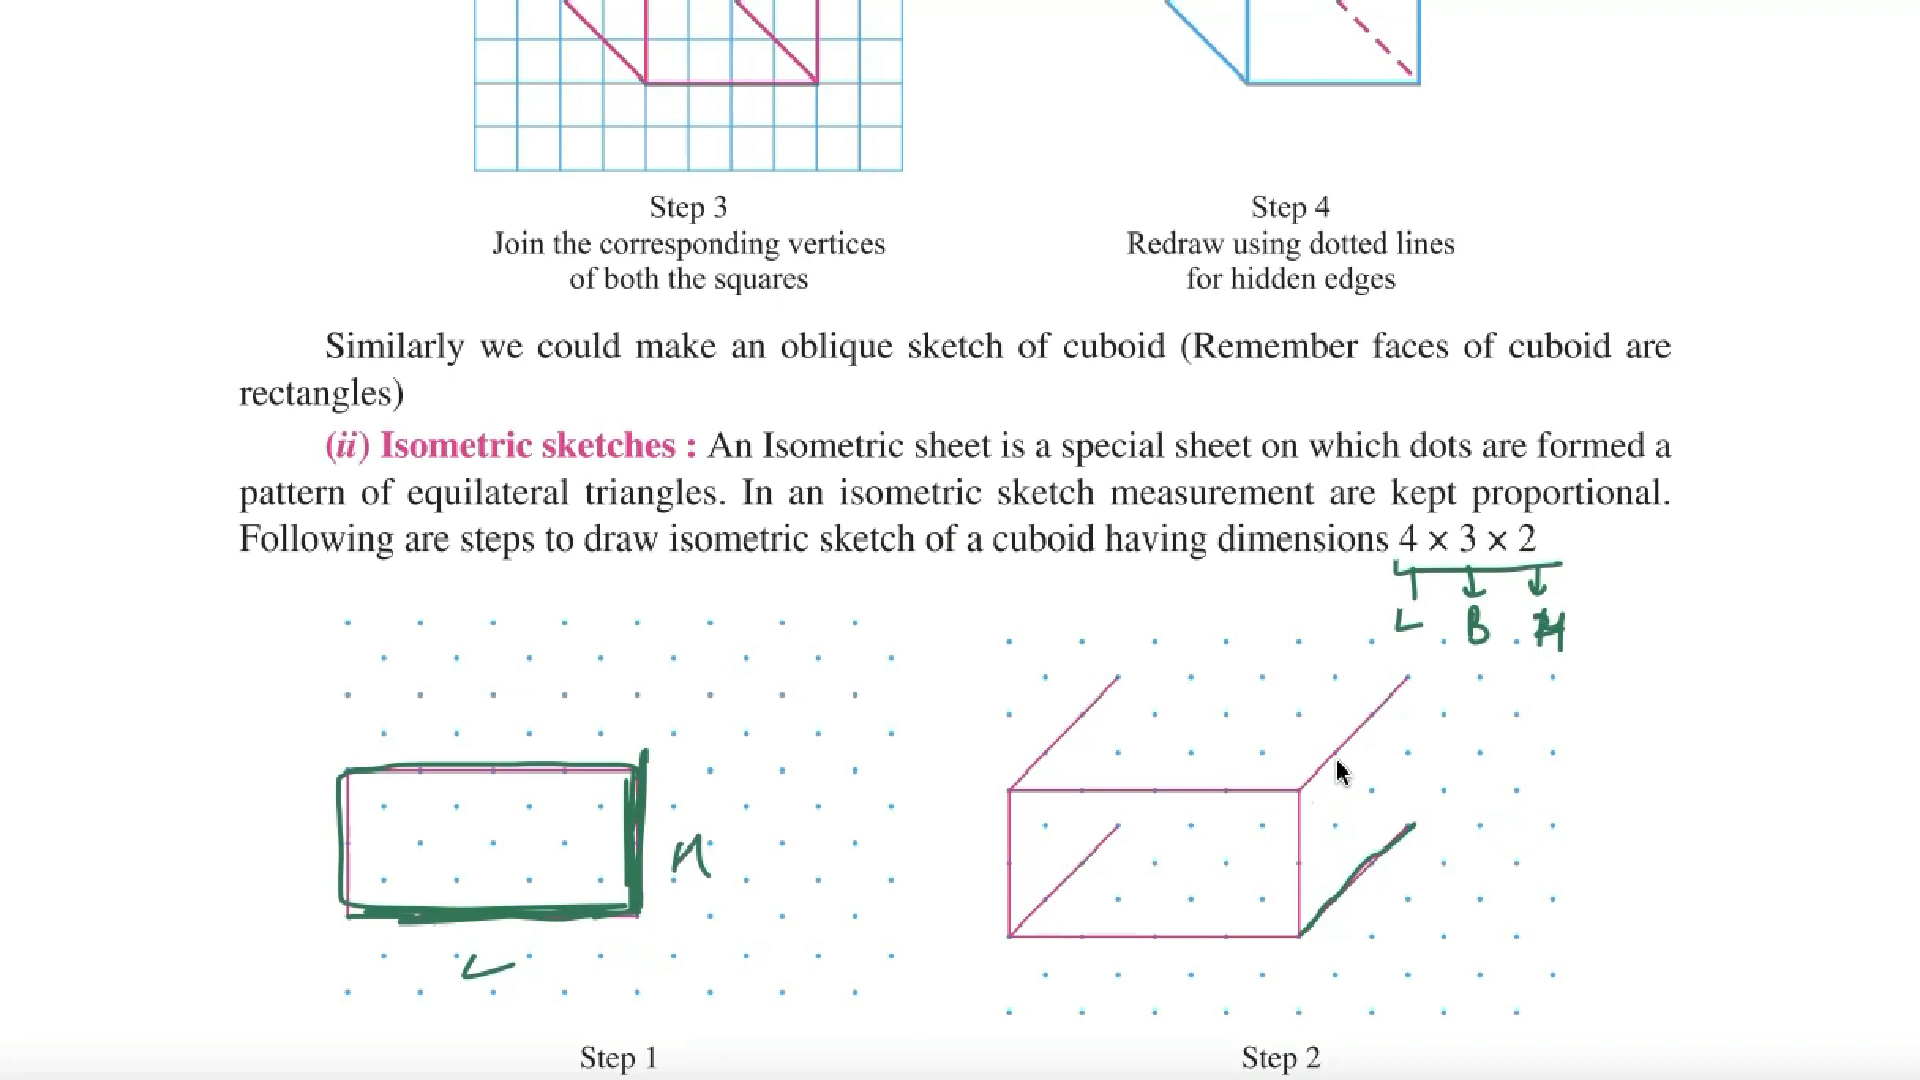 Step 3
Join the corresponding vertices
of both the squares
Step 4
Redraw using dotted lines
for hidden edges
Similarly we could make an oblique sketch of cuboid (Remember faces of cuboid are
rectangles)
(ii) Isometric sketches : An Isometric sheet is a special sheet on which dots are formed a
pattern of equilateral triangles. In an isometric sketch measurement are kept proportional.
Following are steps to draw isometric sketch of a cuboid having dimensions 4 × 3 × 2
L B H
H
L
Step 1
Step 2